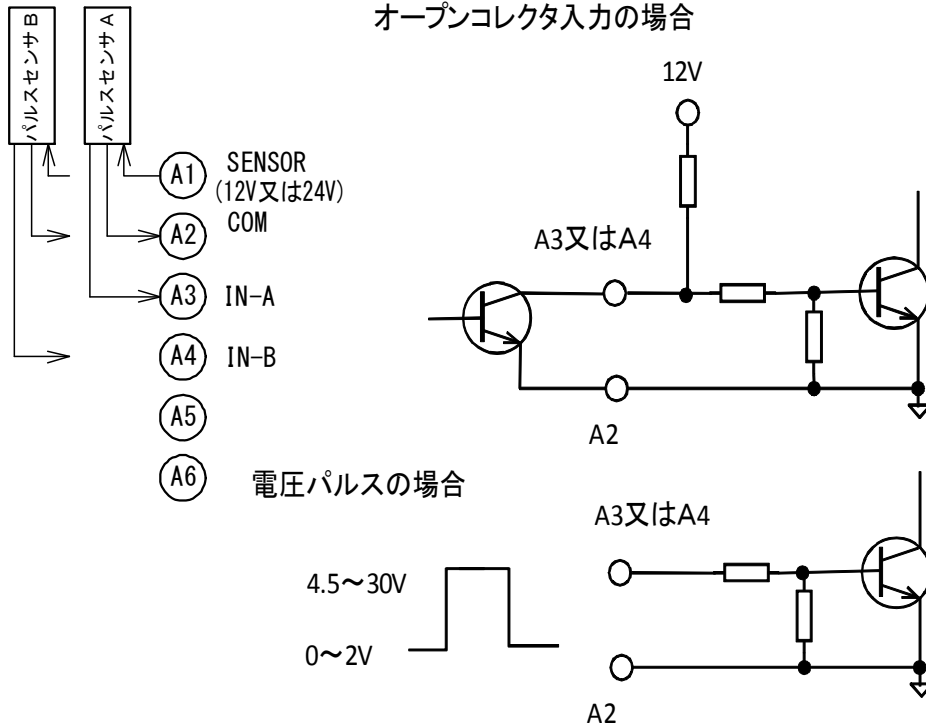 オープンコレクタ入力の場合
パルスセンサ B
パルスセンサ A
A1 SENSOR
(12V又は24V)
A2 COM
A3 IN-A
A4 IN-B
A5
A6
12V
A3又はA4
A2
電圧パルスの場合
4.5～30V
0～2V
A3又はA4
A2